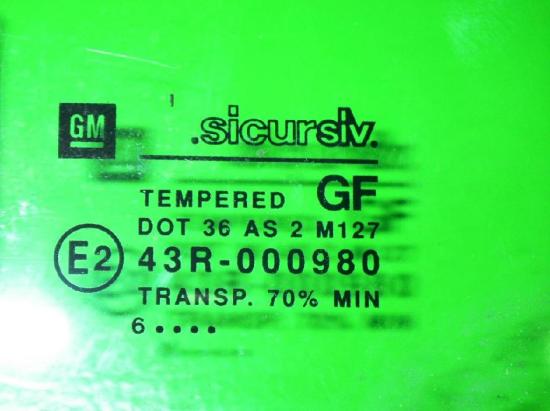 GM .sicursiv.
TEMPERED GF
DOT 36 AS 2 M127
E2 43R-000980
TRANSP. 70% MIN
6 ••••